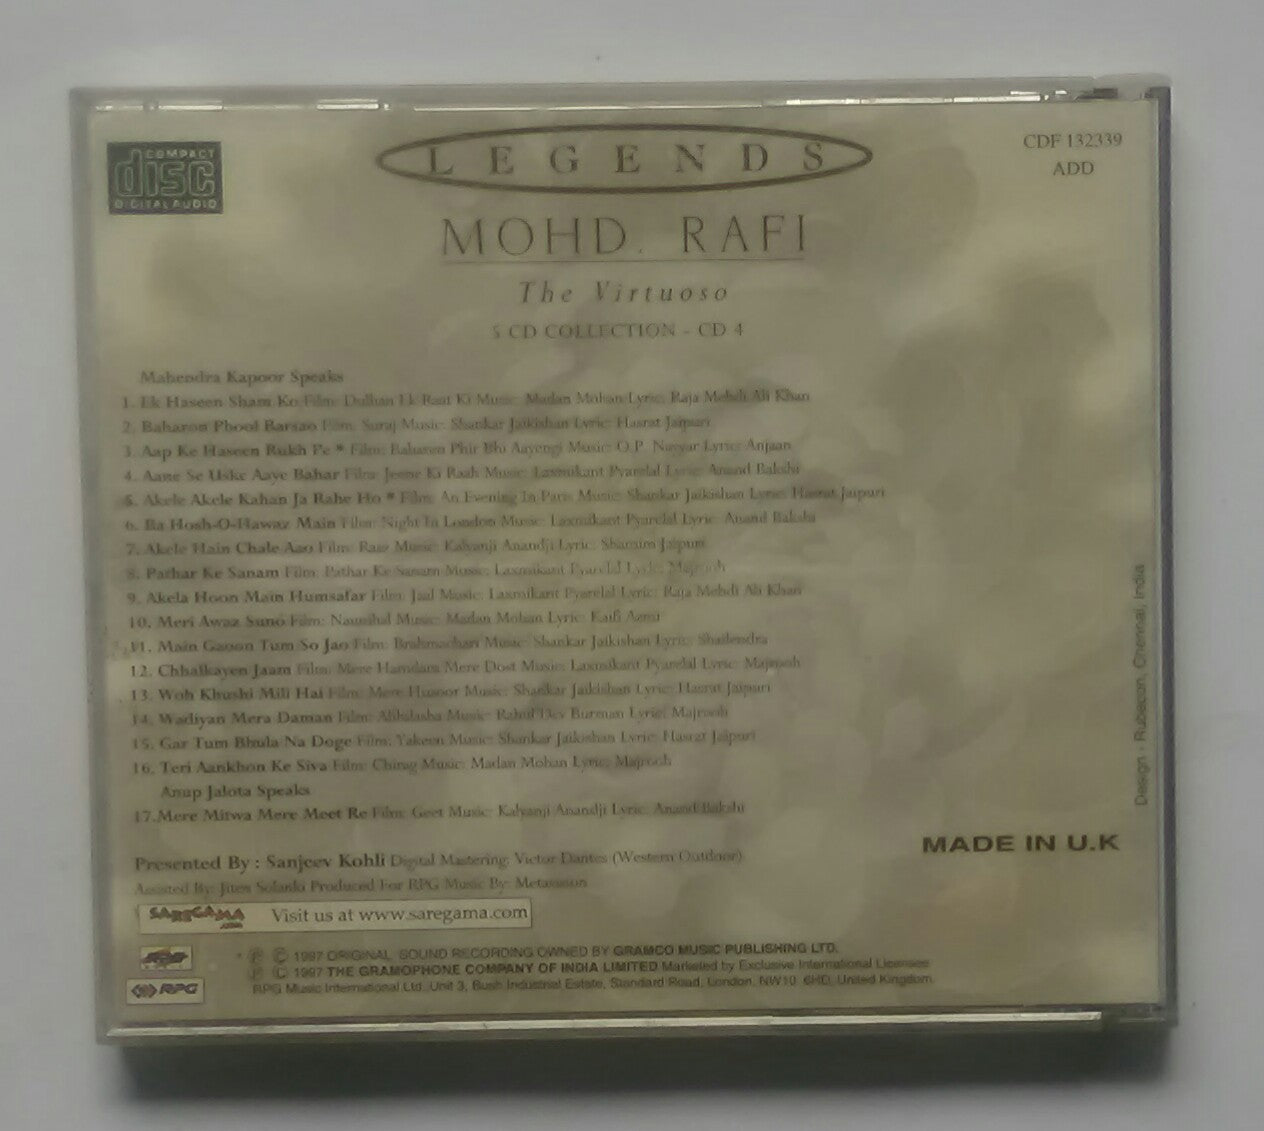 COMPACT
disc
DIGITAL AUDIO
LEGENDS
CDF 132339
ADD
MOHD. RAFI
The Virtuoso
5 CD COLLECTION - CD 4
Mahendra Kapoor Speaks
1. Ek Haseen Sham Ko Film: Dulhan Ek Raat Ki Music: Madan Mohan Lyric: Raja Mehdi Ali Khan
2. Baharon Phool Barsao Film: Suraj Music: Shankar Jaikishan Lyric: Hasrat Jaipuri
3. Aap Ke Haseen Rukh Pe * Film: Baharen Phir Bhi Aayengi Music: O.P. Nayyar Lyric: Anjaan
4. Aane Se Uske Aaye Bahar Film: Jeene Ki Raah Music: Laxmikant Pyarelal Lyric: Anand Bakshi
5. Akele Akele Kahan Ja Rahe Ho * Film: An Evening In Paris Music: Shankar Jaikishan Lyric: Hasrat Jaipuri
6. Ba Hosh-O-Hawaz Main Film: Night In London Music: Laxmikant Pyarelal Lyric: Anand Bakshi
7. Akele Hain Chale Aao Film: Raaz Music: Kalyanji Anandji Lyric: Shamim Jaipuri
8. Pathar Ke Sanam Film: Pathar Ke Sanam Music: Laxmikant Pyarelal Lyric: Majrooh
9. Akela Hoon Main Humsafar Film: Jaal Music: Laxmikant Pyarelal Lyric: Raja Mehdi Ali Khan
10. Meri Awaz Suno Film: Naunihal Music: Madan Mohan Lyric: Kaifi Azmi
11. Main Gaoon Tum So Jao Film: Brahmachari Music: Shankar Jaikishan Lyric: Shailendra
12. Chhalkayen Jaam Film: Mere Hamdam Mere Dost Music: Laxmikant Pyarelal Lyric: Majrooh
13. Woh Khushi Mili Hai Film: Mere Huzoor Music: Shankar Jaikishan Lyric: Hasrat Jaipuri
14. Wadiyan Mera Daman Film: Abhilasha Music: Rahul Dev Burman Lyric: Majrooh
15. Gar Tum Bhula Na Doge Film: Yakeen Music: Shankar Jaikishan Lyric: Hasrat Jaipuri
16. Teri Aankhon Ke Siva Film: Chirag Music: Madan Mohan Lyric: Majrooh
Anup Jalota Speaks
17.Mere Mitwa Mere Meet Re Film: Geet Music: Kalyanji Anandji Lyric: Anand Bakshi
Design - Rubecon, Chennai, India
MADE IN U.K
Presented By : Sanjeev Kohli Digital Mastering: Victor Dantes (Western Outdoor)
Assisted By: Jiten Solanki Produced For RPG Music By:
SAREGAMA .com Visit us at www.saregama.com
* ℗ © 1997 ORIGINAL SOUND RECORDING OWNED BY GRAMCO MUSIC PUBLISHING LTD.
℗ © 1997 THE GRAMOPHONE COMPANY OF INDIA LIMITED Marketed by Exclusive International Licensee
RPG
RPG Music International Ltd. Unit 3, Bush Industrial Estate, Standard Road, London, NW10 6HD, United Kingdom.